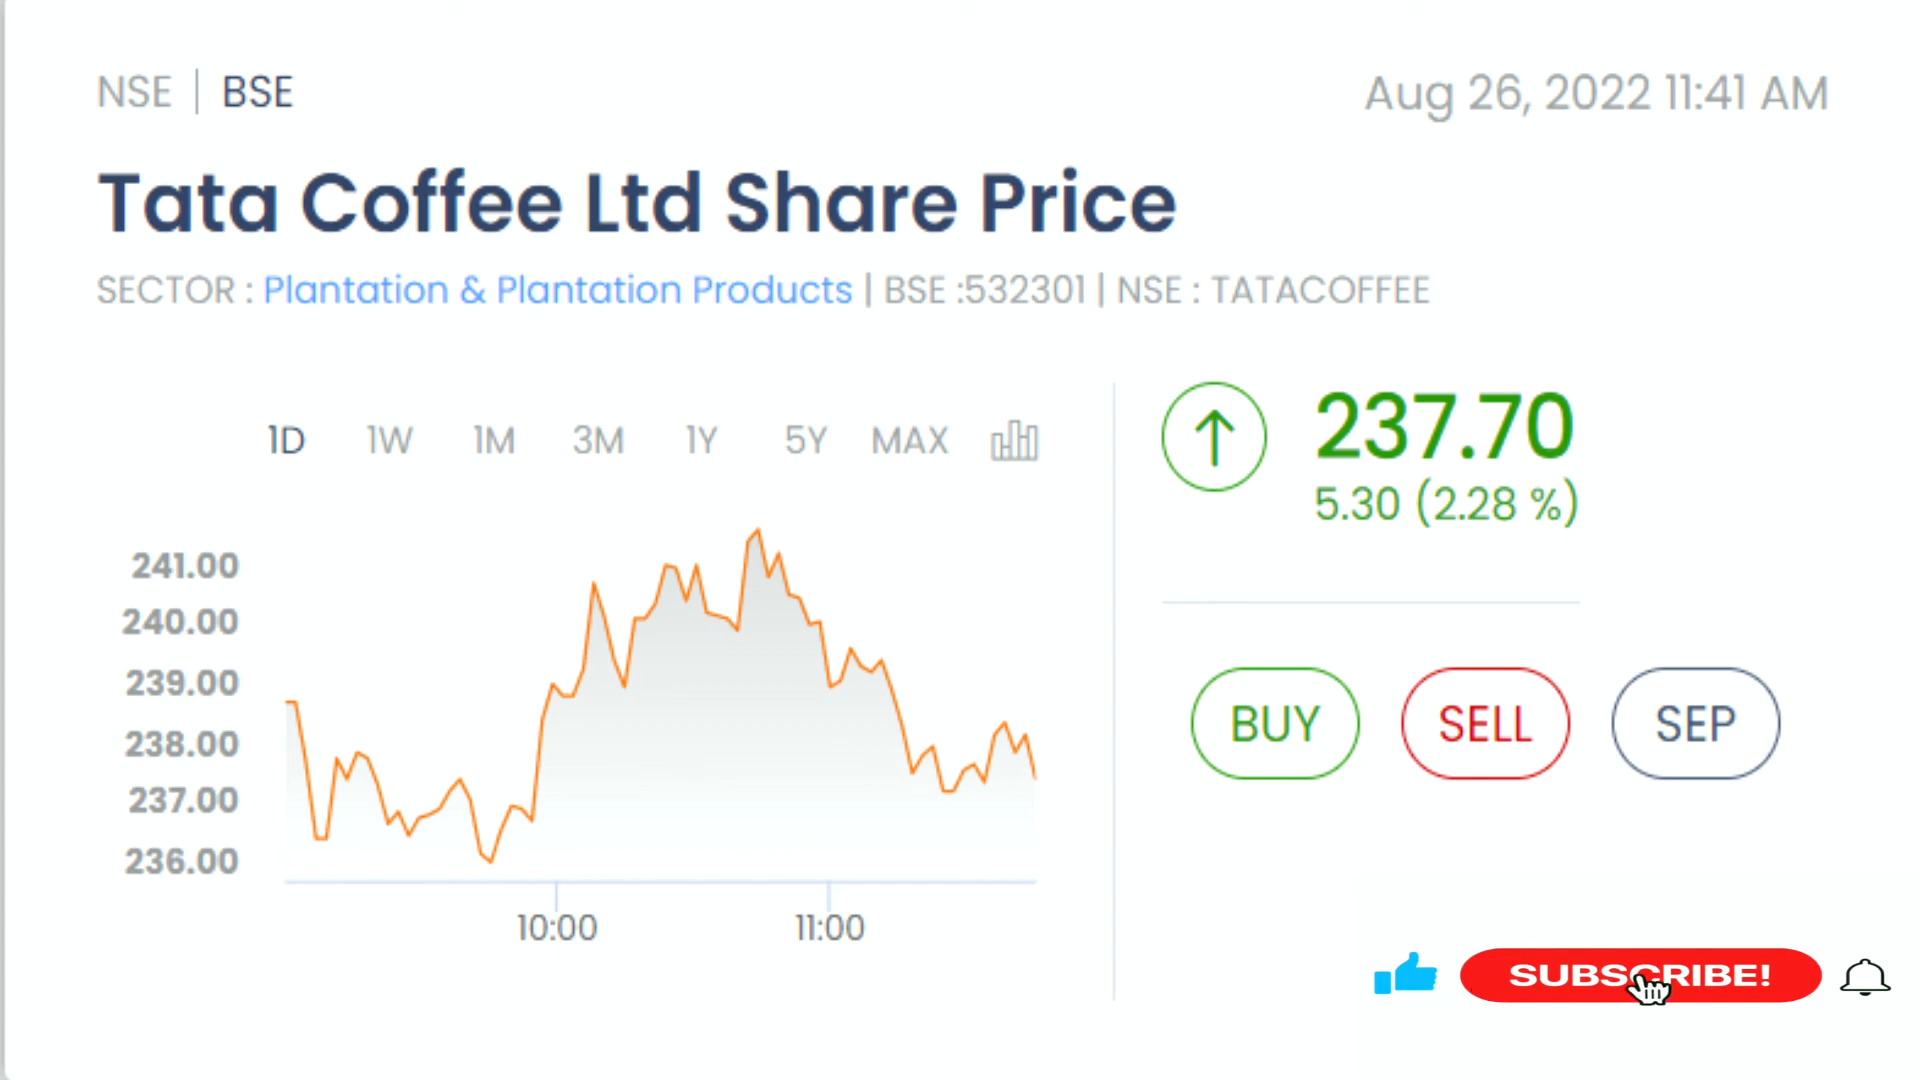 NSE | BSE
Aug 26, 2022 11:41 AM
Tata Coffee Ltd Share Price
SECTOR : Plantation & Plantation Products | BSE :532301 | NSE : TATACOFFEE
1D 1W 1M 3M 1Y 5Y MAX
237.70
5.30 (2.28 %)
241.00
240.00
239.00
238.00
237.00
236.00
10:00 11:00
BUY SELL SEP
SUBSCRIBE!